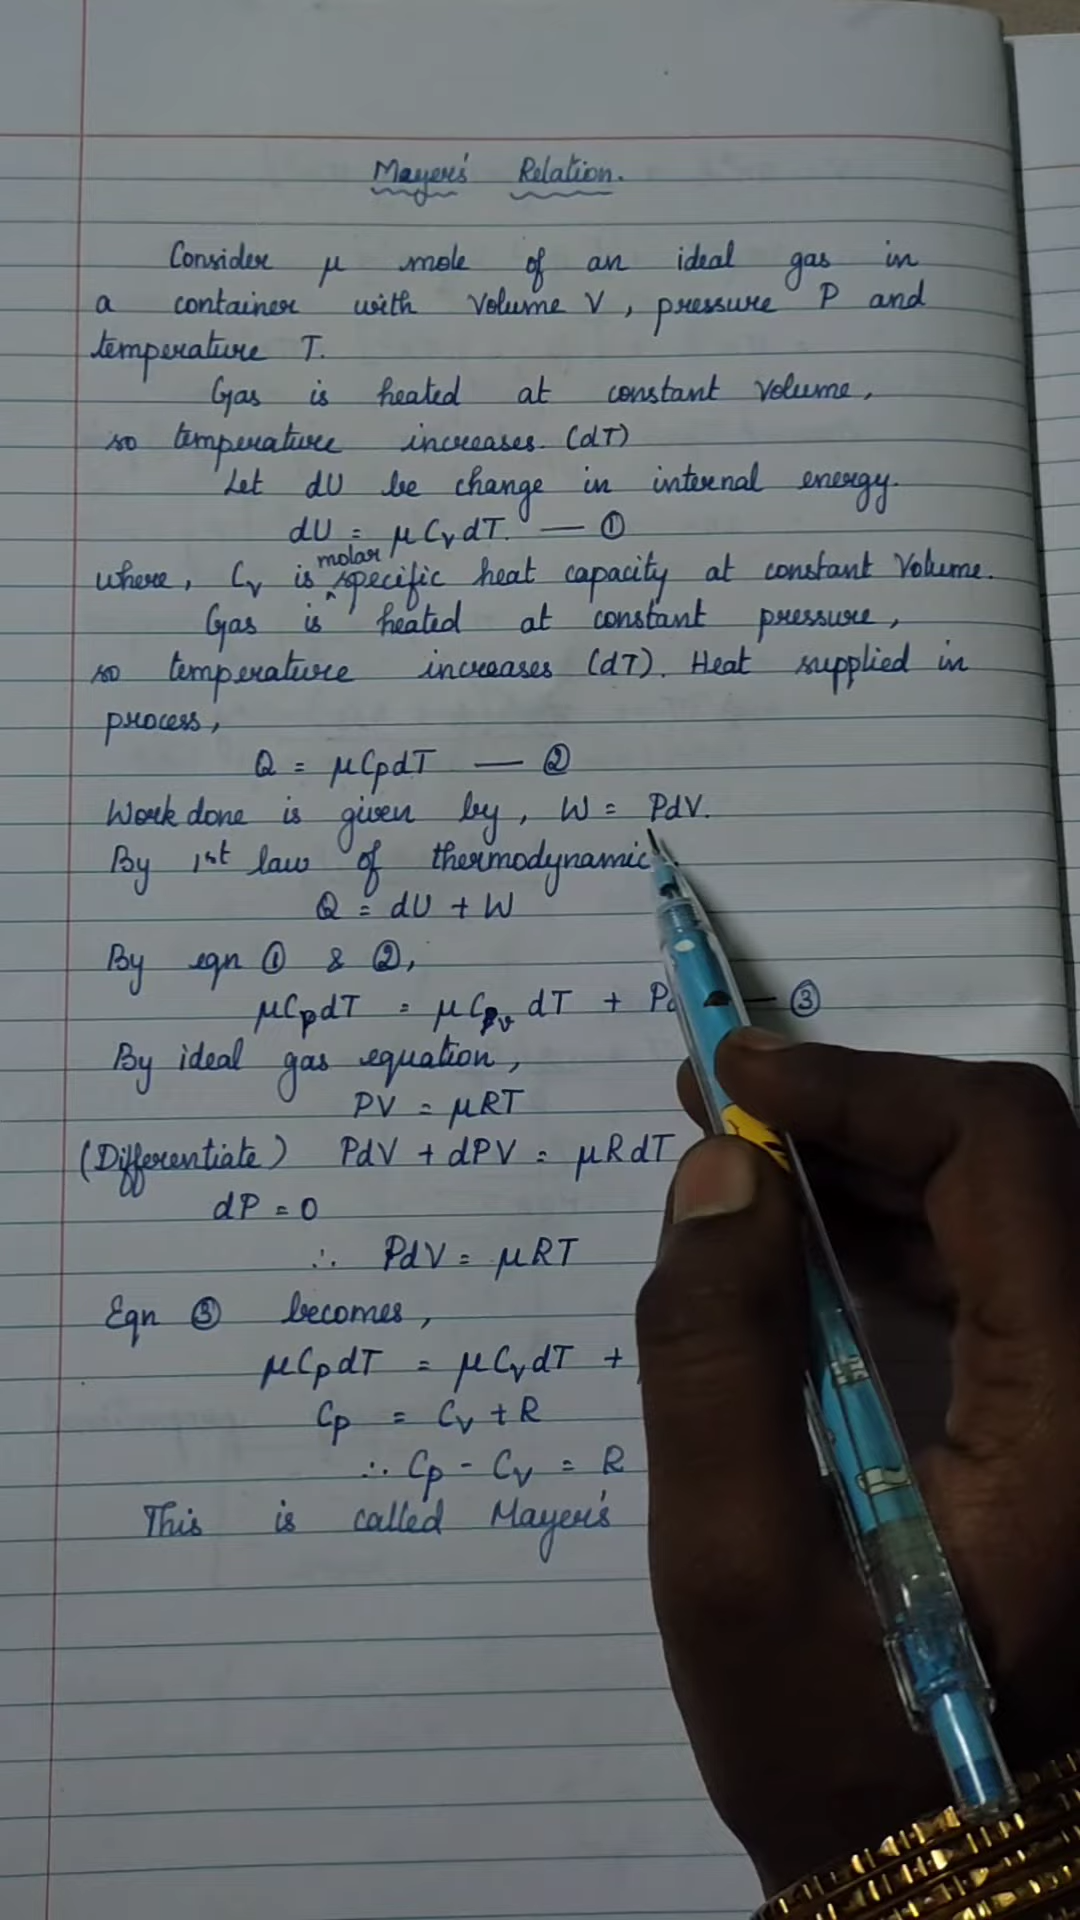 Mayer's Relation.
Consider μ mole of an ideal gas in
a container with Volume V, pressure P and
temperature T.
Gas is heated at constant Volume,
so temperature increases. (dT)
Let dU be change in internal energy.
dU = μCvdT. — ①
molar
where, Cv is ^ specific heat capacity at constant Volume.
Gas is heated at constant pressure,
so temperature increases (dT). Heat supplied in
process,
Q = μCpdT — ②
Work done is given by, W = PdV.
By 1st law of thermodynamic
Q = dU + W
By eqn ① & ②,
μCpdT = μCv dT + P — ③
By ideal gas equation,
PV = μRT
(Differentiate) PdV + dPV = μRdT
dP = 0
∴ PdV = μRT
Eqn ③ becomes,
μCpdT = μCvdT +
Cp = Cv + R
∴ Cp - Cv = R
This is called Mayer's